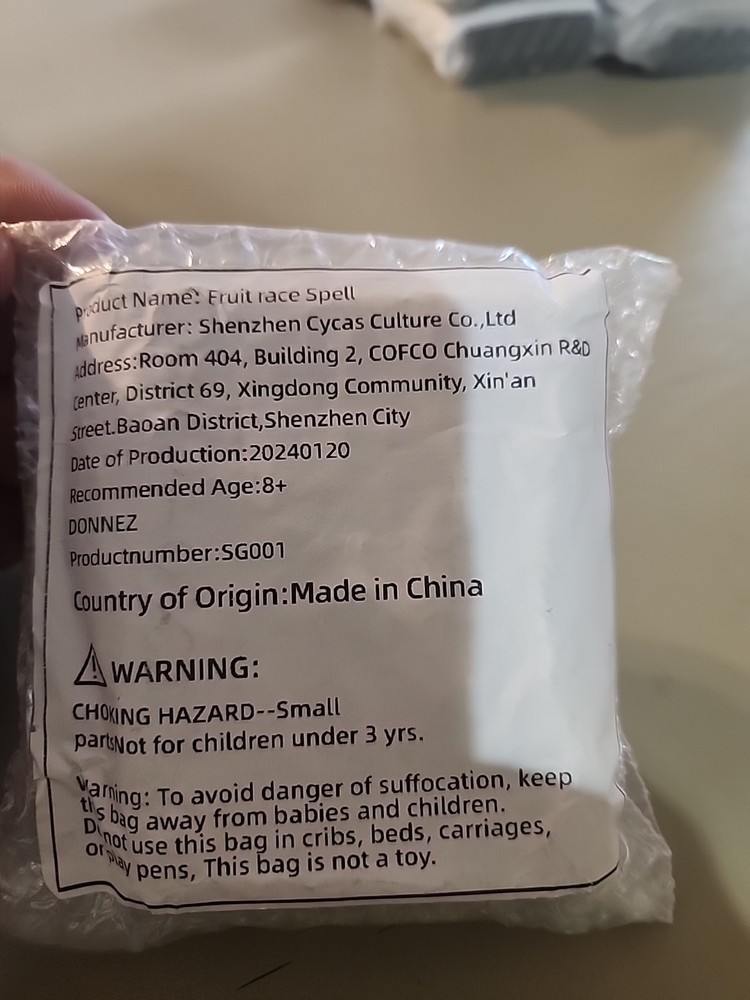 Product Name: Fruit race Spell
Manufacturer: Shenzhen Cycas Culture Co.,Ltd
Address:Room 404, Building 2, COFCO Chuangxin R&D
Center, District 69, Xingdong Community, Xin'an
Street.Baoan District,Shenzhen City
Date of Production:20240120
Recommended Age:8+
DONNEZ
Productnumber:SG001
Country of Origin:Made in China
WARNING:
CHOKING HAZARD--Small
partsNot for children under 3 yrs.
Warning: To avoid danger of suffocation, keep
this bag away from babies and children.
Do not use this bag in cribs, beds, carriages,
or play pens, This bag is not a toy.